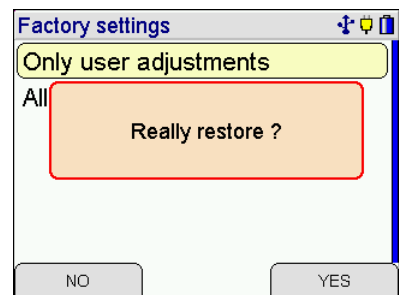 Factory settings
Only user adjustments
All
Really restore ?
NO
YES